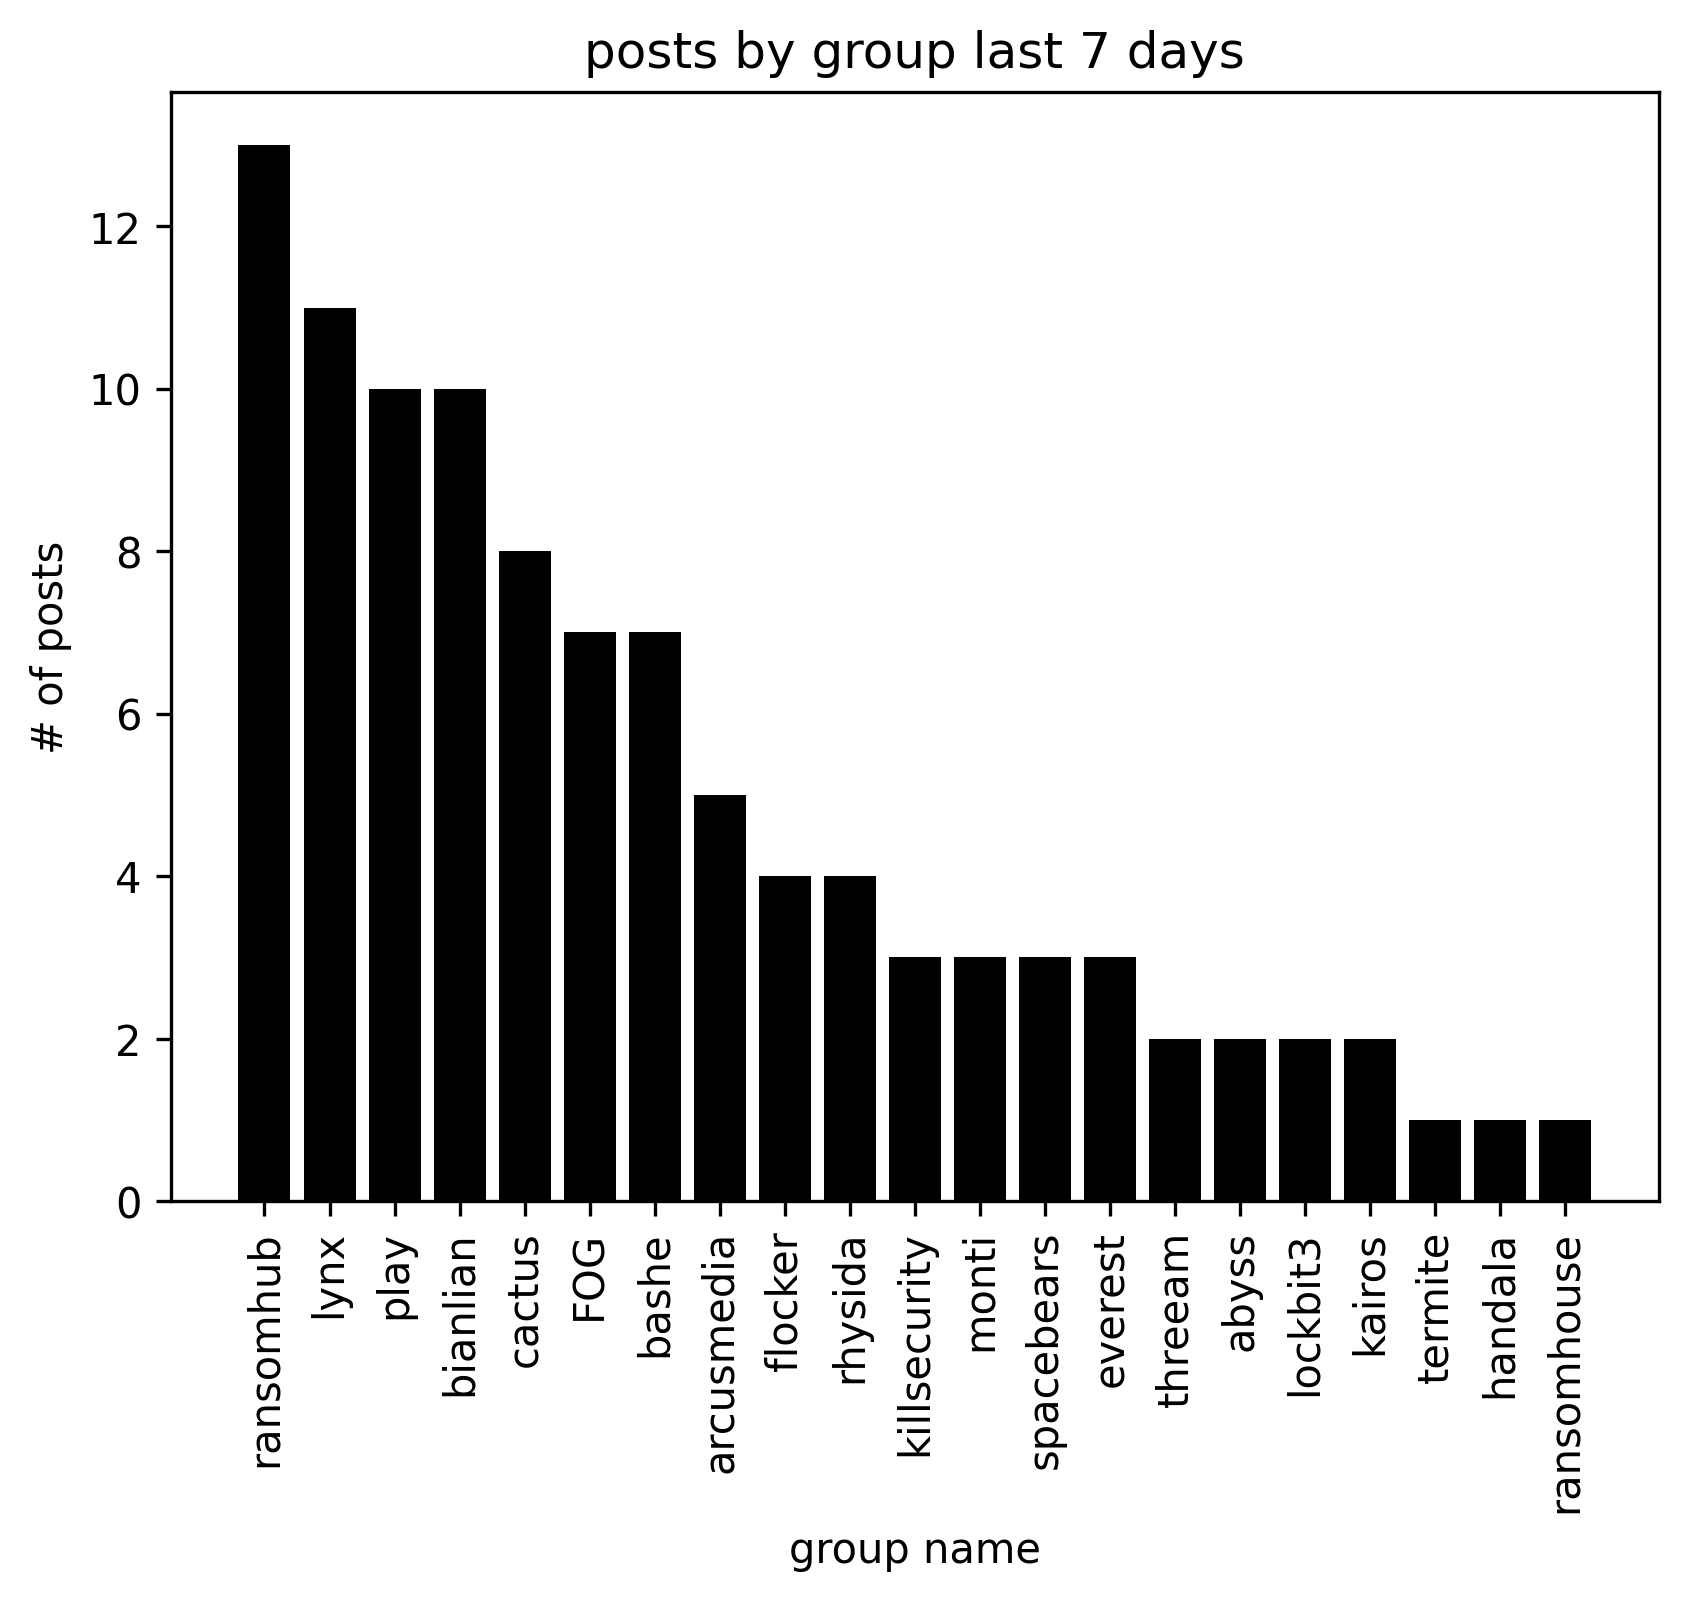 posts by group last 7 days
# of posts
12
10
8
6
4
2
0
ransomhub
lynx
play
bianlian
cactus
FOG
bashe
arcusmedia
flocker
rhysida
killsecurity
monti
spacebears
everest
threeam
abyss
lockbit3
kairos
termite
handala
ransomhouse
group name